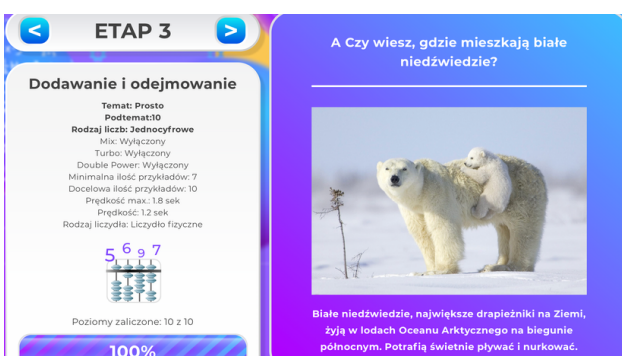 ETAP 3
Dodawanie i odejmowanie
Temat: Prosto
Podtemat:10
Rodzaj liczb: Jednocyfrowe
Mix: Wyłączony
Turbo: Wyłączony
Double Power: Wyłączony
Minimalna ilość przykładów: 7
Docelowa ilość przykładów: 10
Prędkość max.: 1.8 sek
Prędkość: 1.2 sek
Rodzaj liczydła: Liczydło fizyczne
5 6 9 7
Poziomy zaliczone: 10 z 10
100%
A Czy wiesz, gdzie mieszkają białe
niedźwiedzie?
Białe niedźwiedzie, największe drapieżniki na Ziemi,
żyją w lodach Oceanu Arktycznego na biegunie
północnym. Potrafią świetnie pływać i nurkować.